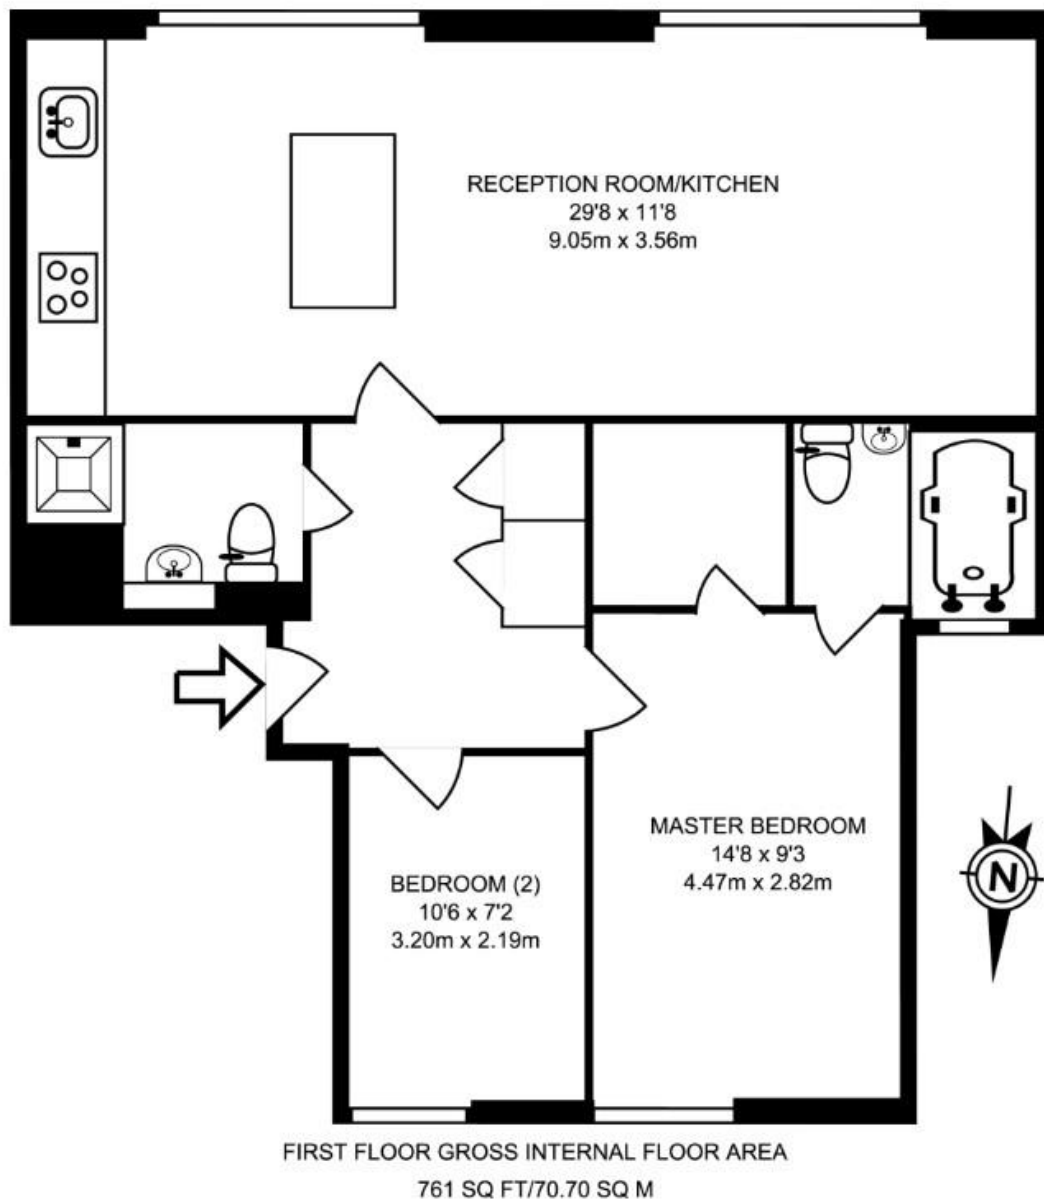 RECEPTION ROOM/KITCHEN
29'8 x 11'8
9.05m x 3.56m
MASTER BEDROOM
14'8 x 9'3
4.47m x 2.82m
BEDROOM (2)
10'6 x 7'2
3.20m x 2.19m
N
FIRST FLOOR GROSS INTERNAL FLOOR AREA
761 SQ FT/70.70 SQ M